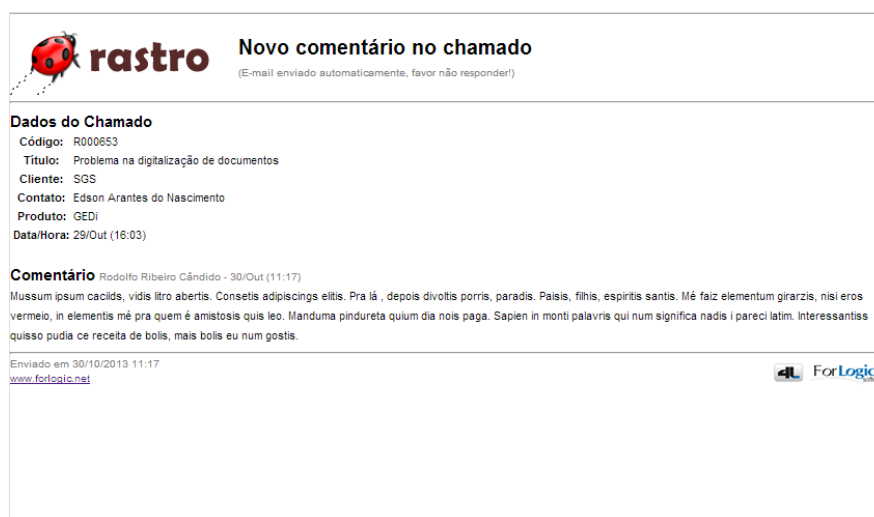 rastro
Novo comentário no chamado
(E-mail enviado automaticamente, favor não responder!)
Dados do Chamado
Código: R000653
Título: Problema na digitalização de documentos
Cliente: SGS
Contato: Edson Arantes do Nascimento
Produto: GEDi
Data/Hora: 29/Out (16:03)
Comentário Rodolfo Ribeiro Cândido - 30/Out (11:17)
Mussum ipsum cacilds, vidis litro abertis. Consetis adipiscings elitis. Pra lá , depois divoltis porris, paradis. Paisis, filhis, espiritis santis. Mé faiz elementum girarzis, nisi eros
vermeio, in elementis mé pra quem é amistosis quis leo. Manduma pindureta quium dia nois paga. Sapien in monti palavris qui num significa nadis i pareci latim. Interessantiss
quisso pudia ce receita de bolis, mais bolis eu num gostis.
Enviado em 30/10/2013 11:17
www.forlogic.net
4L ForLogic